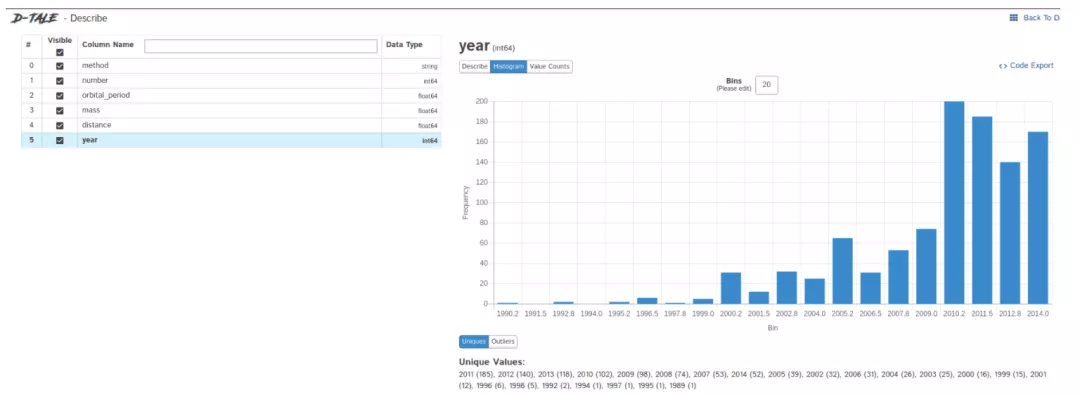 D-TALE - Describe
Back To D
# Visible Column Name Data Type
0 method string
1 number int64
2 orbital_period float64
3 mass float64
4 distance float64
5 year int64
year (int64)
Describe Histogram Value Counts
Code Export
Bins
(Please edit)
20
200
180
160
140
120
100
80
60
40
20
0
Frequency
1990.2 1991.5 1992.8 1994.0 1995.2 1996.5 1997.8 1999.0 2000.2 2001.5 2002.8 2004.0 2005.2 2006.5 2007.8 2009.0 2010.2 2011.5 2012.8 2014.0
Bin
Uniques Outliers
Unique Values:
2011 (185), 2012 (140), 2013 (118), 2010 (102), 2009 (98), 2008 (74), 2007 (53), 2014 (52), 2005 (39), 2002 (32), 2006 (31), 2004 (26), 2003 (25), 2000 (16), 1999 (15), 2001
(12), 1996 (6), 1998 (5), 1992 (2), 1994 (1), 1997 (1), 1995 (1), 1989 (1)